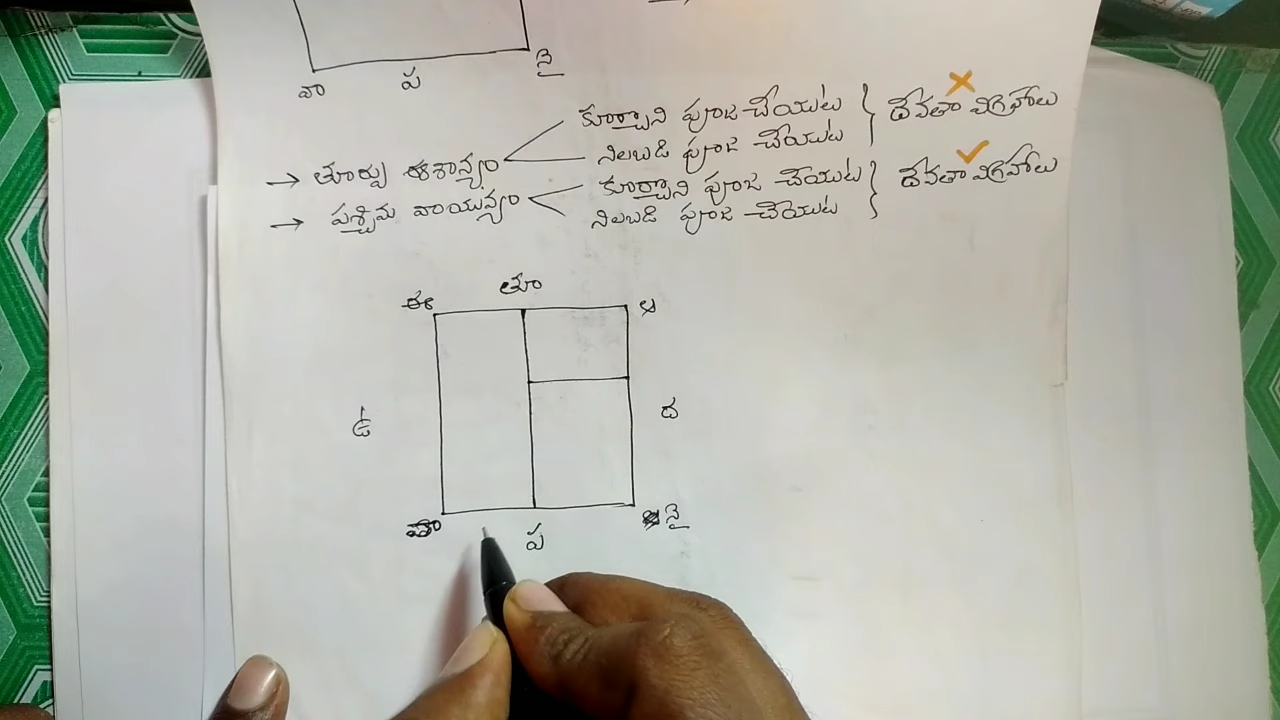 వా ప నై
కూర్చాని పూజ చేయుట } దేవతా విగ్రహాలు ×
→ తూర్పు ఈశాన్యం నిలబడి పూజ చేయుట
కూర్చాని పూజ చేయుట } దేవతా విగ్రహాలు ✓
→ పశ్చిమ వాయువ్యం నిలబడి పూజ చేయుట
ఈ తూ ఆ
ఉ ద
వా ప నై